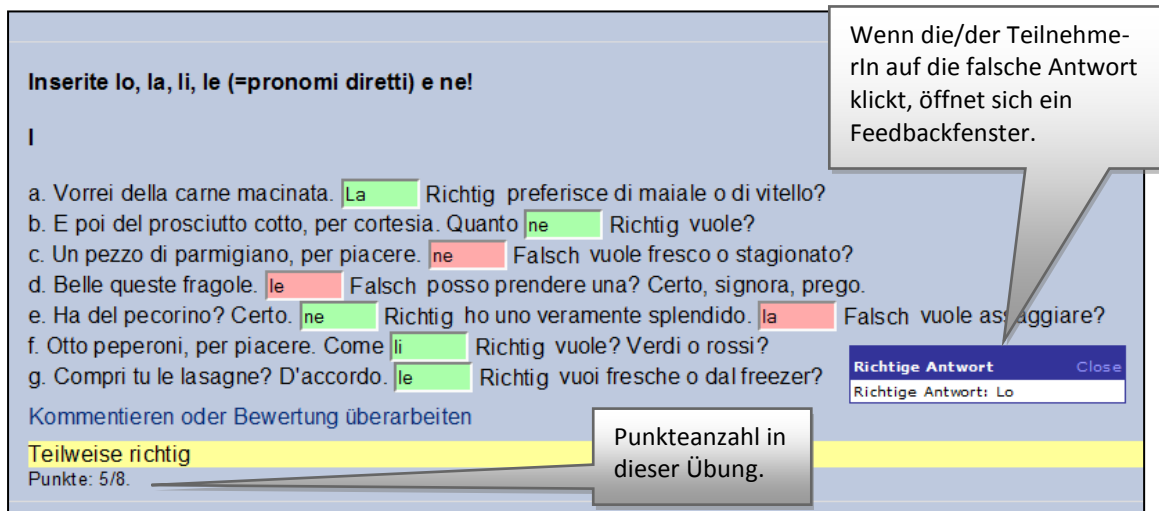 Wenn die/der Teilnehme-
rIn auf die falsche Antwort
klickt, öffnet sich ein
Feedbackfenster.
Inserite lo, la, li, le (=pronomi diretti) e ne!
I
a. Vorrei della carne macinata. La Richtig preferisce di maiale o di vitello?
b. E poi del prosciutto cotto, per cortesia. Quanto ne Richtig vuole?
c. Un pezzo di parmigiano, per piacere. ne Falsch vuole fresco o stagionato?
d. Belle queste fragole. le Falsch posso prendere una? Certo, signora, prego.
e. Ha del pecorino? Certo. ne Richtig ho uno veramente splendido. la Falsch vuole assaggiare?
f. Otto peperoni, per piacere. Come li Richtig vuole? Verdi o rossi?
g. Compri tu le lasagne? D'accordo. le Richtig vuoi fresche o dal freezer?
Richtige Antwort Close
Richtige Antwort: Lo
Kommentieren oder Bewertung überarbeiten
Teilweise richtig
Punkte: 5/8.
Punkteanzahl in
dieser Übung.